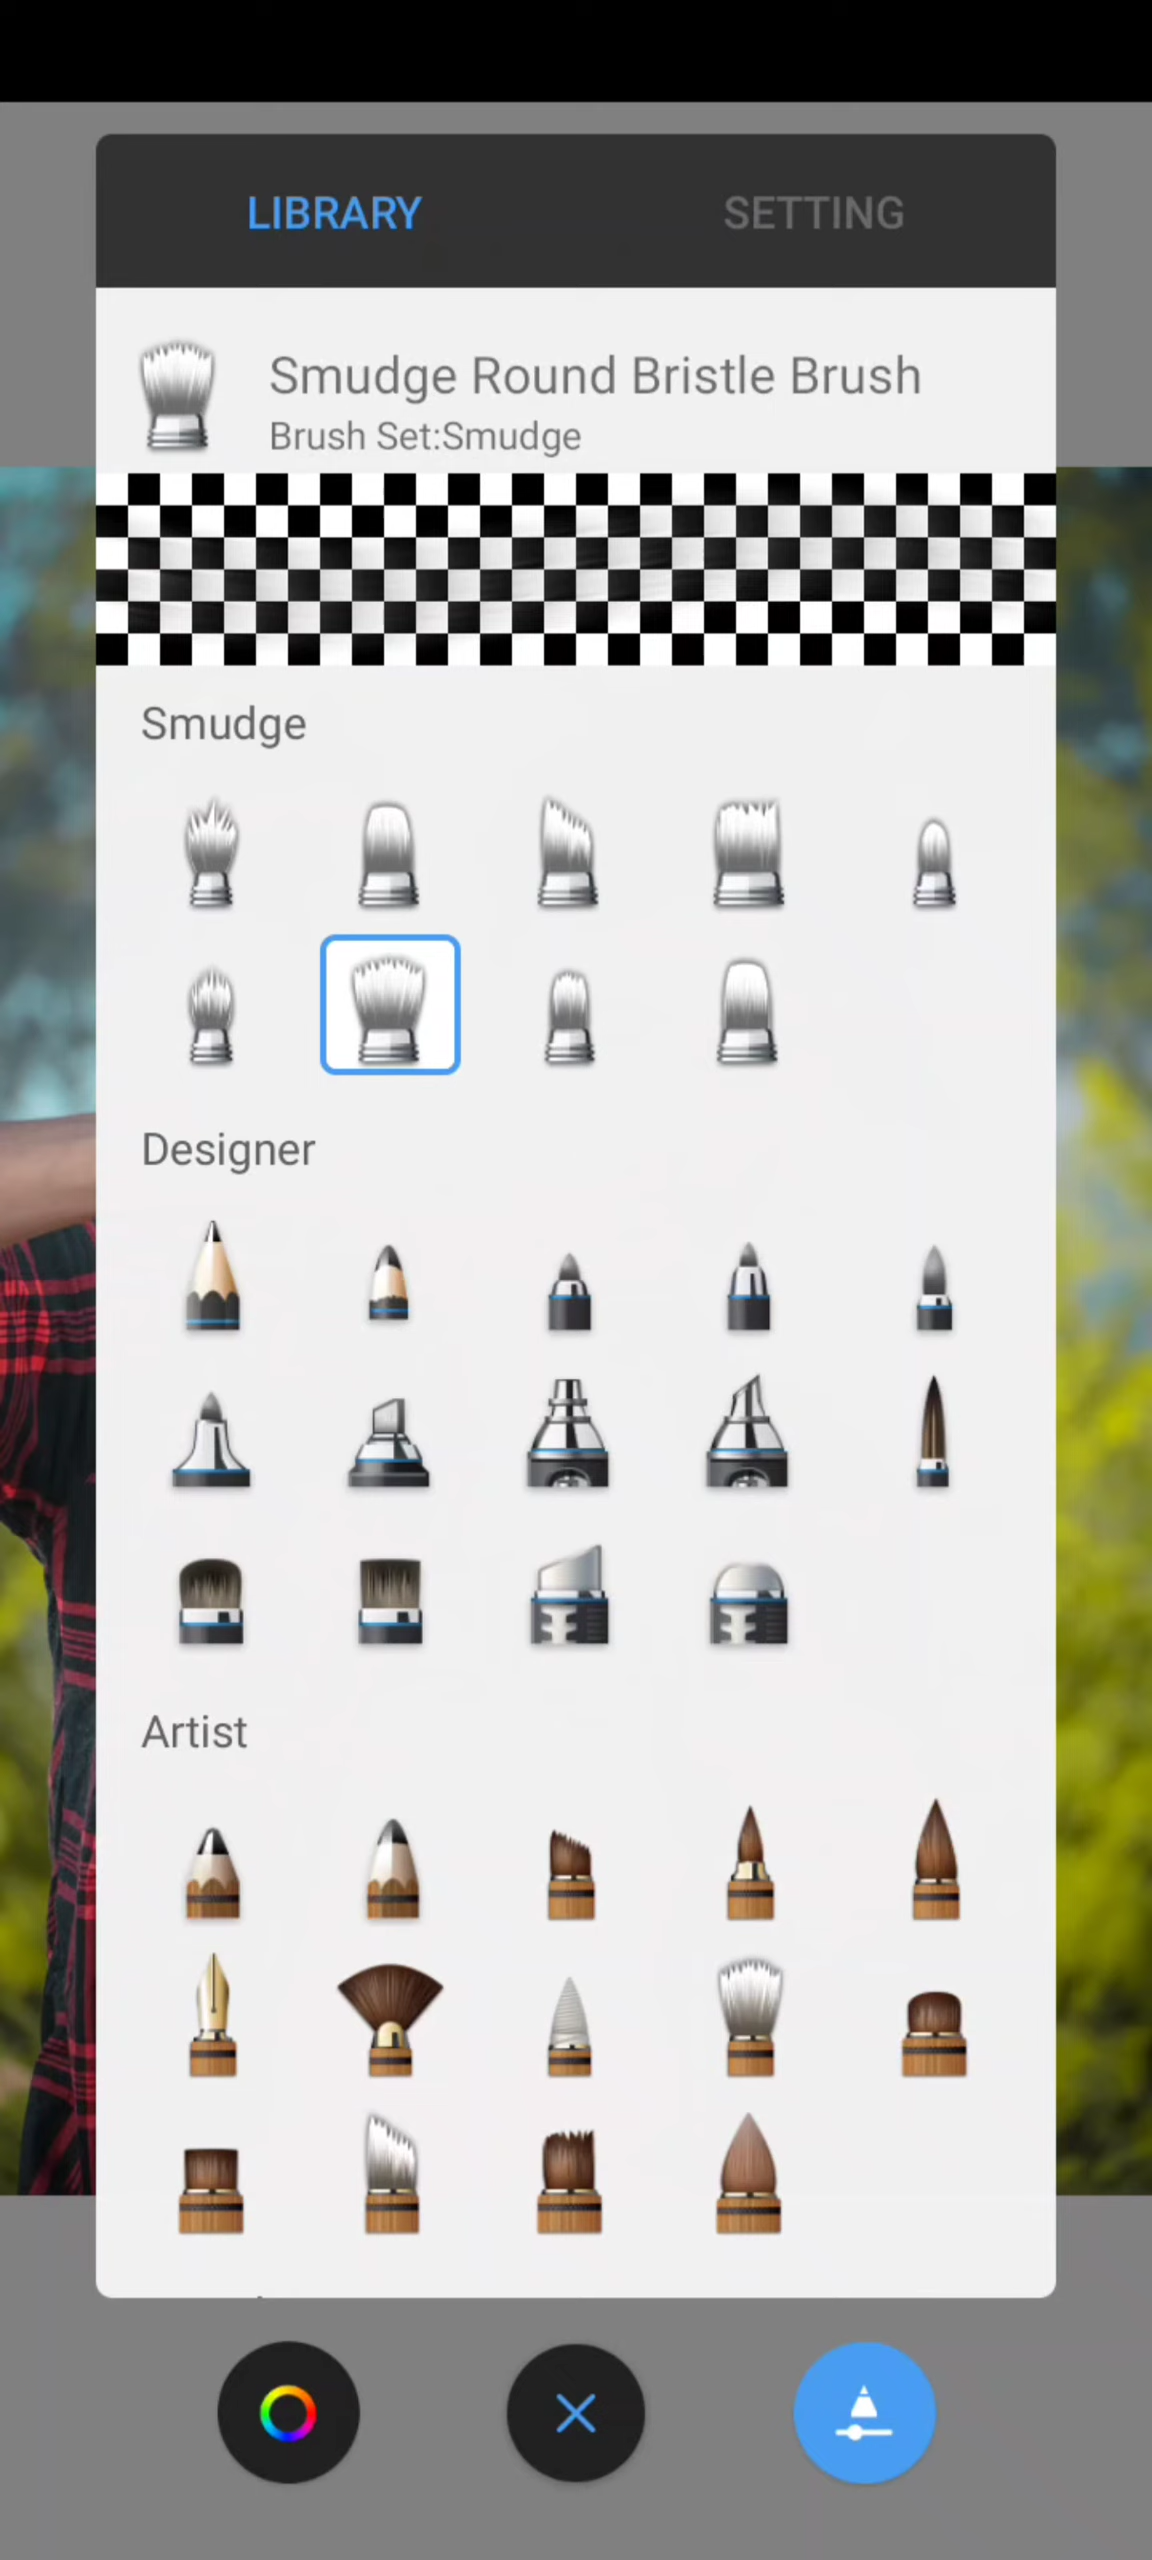 LIBRARY
SETTING
Smudge Round Bristle Brush
Brush Set:Smudge
Smudge
Designer
Artist